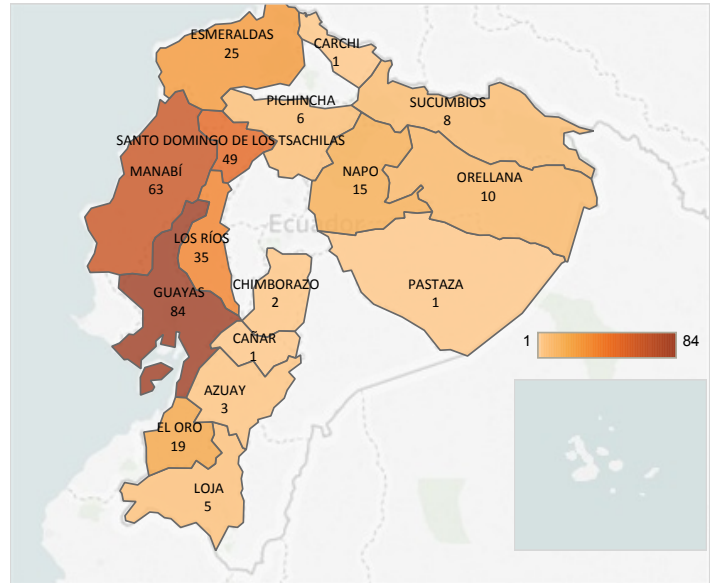 ESMERALDAS
25
CARCHI
1
PICHINCHA
6
SUCUMBIOS
8
SANTO DOMINGO DE LOS TSACHILAS
49
MANABÍ
63
NAPO
15
ORELLANA
10
Ecuador
LOS RÍOS
35
GUAYAS
84
CHIMBORAZO
2
PASTAZA
1
CAÑAR
1
1
84
AZUAY
3
EL ORO
19
LOJA
5